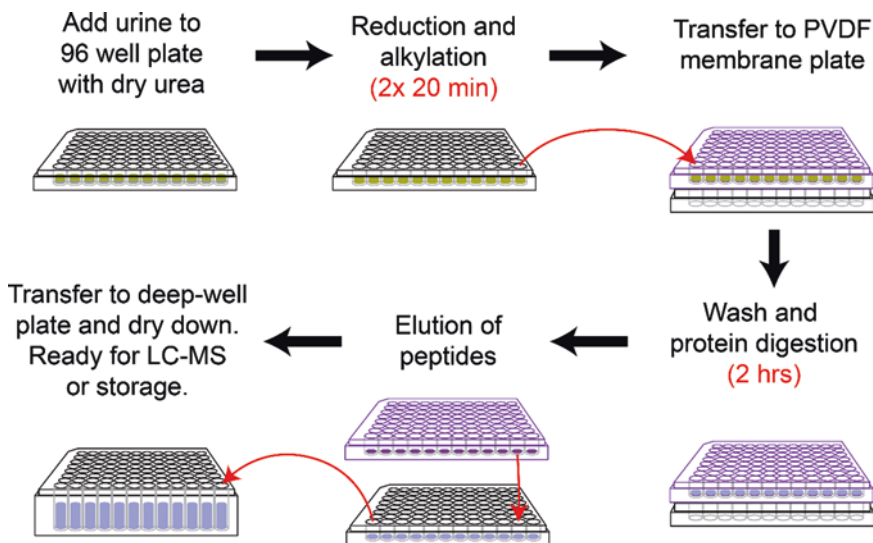 Add urine to
96 well plate
with dry urea
Reduction and
alkylation
(2x 20 min)
Transfer to PVDF
membrane plate
Wash and
protein digestion
(2 hrs)
Elution of
peptides
Transfer to deep-well
plate and dry down.
Ready for LC-MS
or storage.